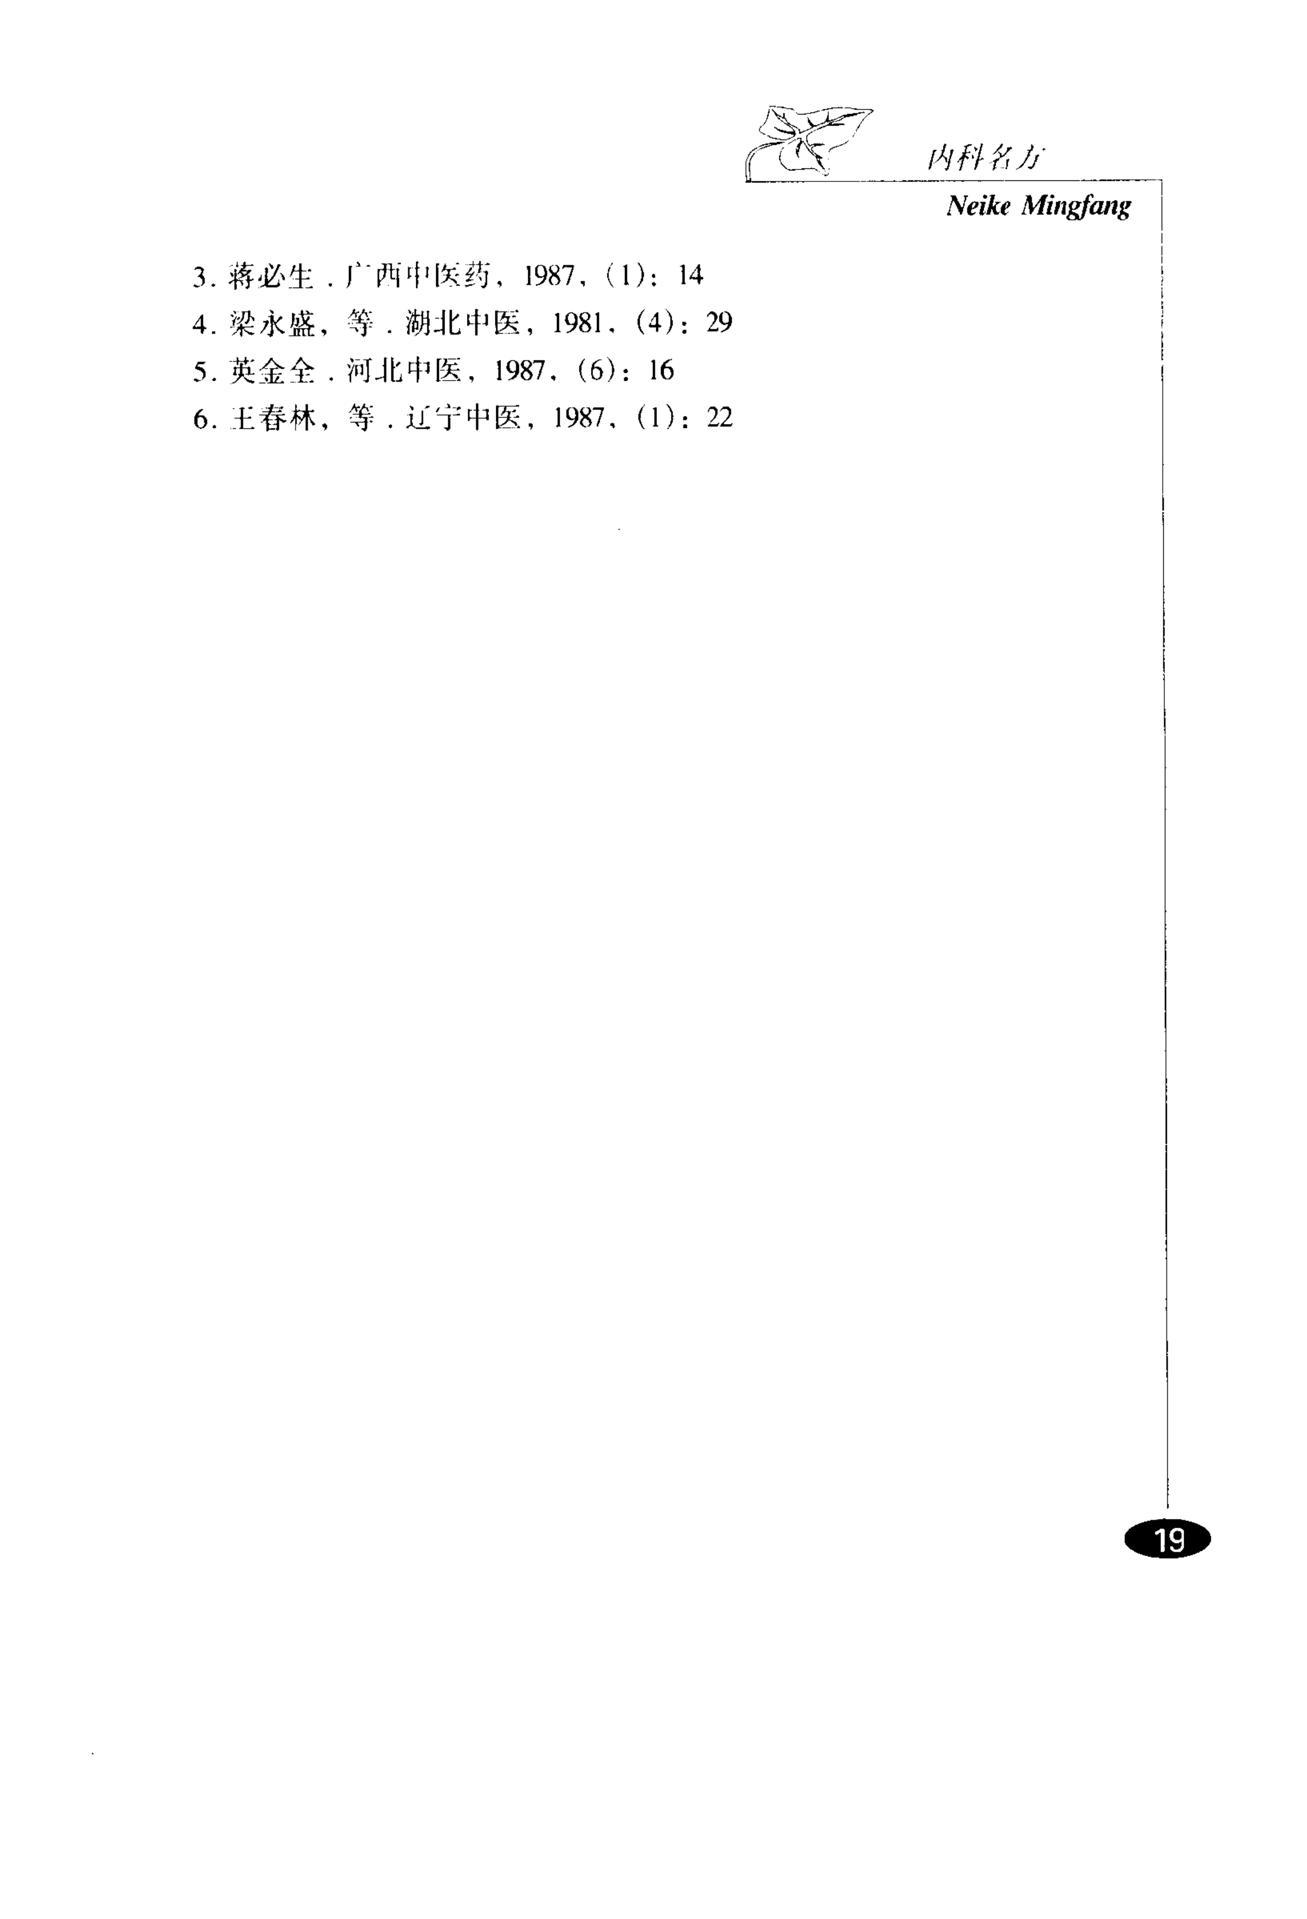 内科名方
Neike Mingfang
3. 蒋必生．广西中医药，1987，（1）：14
4. 梁永盛，等．湖北中医，1981，（4）：29
5. 英金全．河北中医，1987，（6）：16
6. 王春林，等．辽宁中医，1987，（1）：22
19